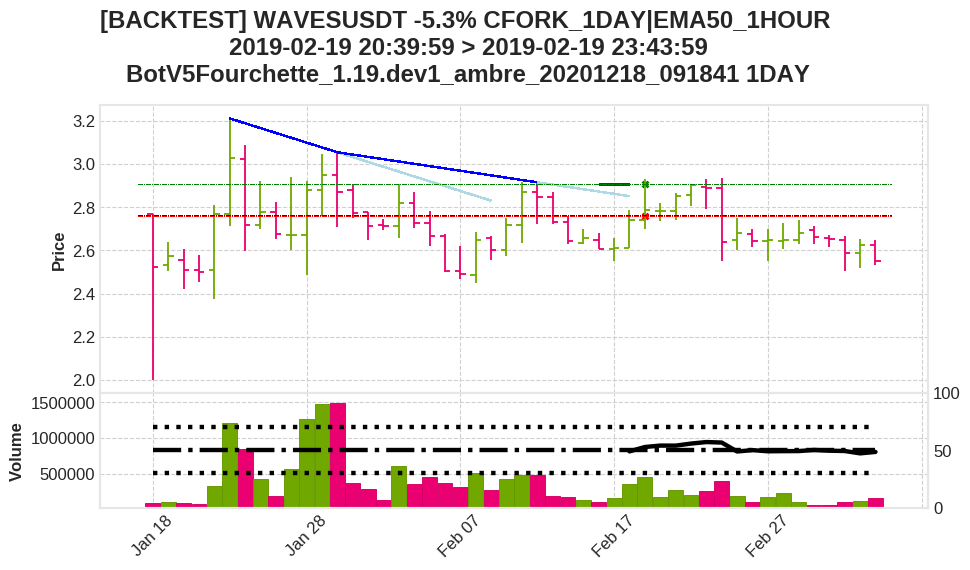 [BACKTEST] WAVESUSDT -5.3% CFORK_1DAY|EMA50_1HOUR
2019-02-19 20:39:59 > 2019-02-19 23:43:59
BotV5Fourchette_1.19.dev1_ambre_20201218_091841 1DAY
Price
3.2
3.0
2.8
2.6
2.4
2.2
2.0
Volume
1500000
1000000
500000
100
50
0
Jan 18
Jan 28
Feb 07
Feb 17
Feb 27